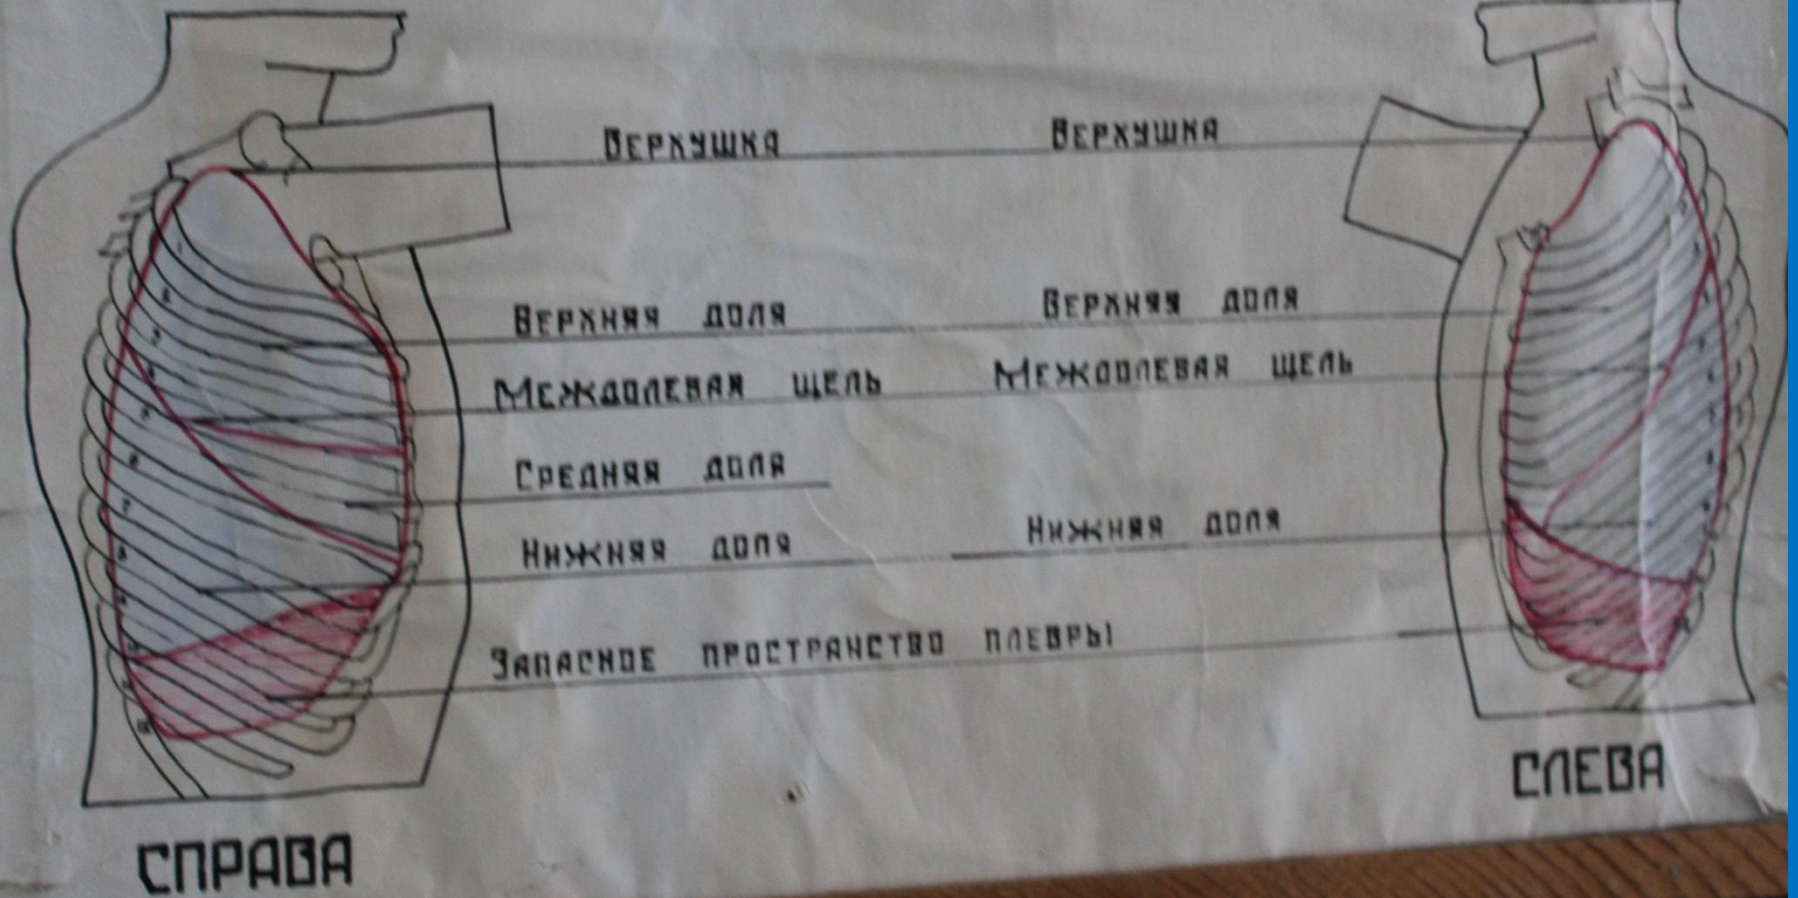 Верхушка Верхушка
Верхняя доля Верхняя доля
Междолевая щель Междолевая щель
Средняя доля
Нижняя доля Нижняя доля
Запасное пространство плевры
СПРАВА СЛЕВА